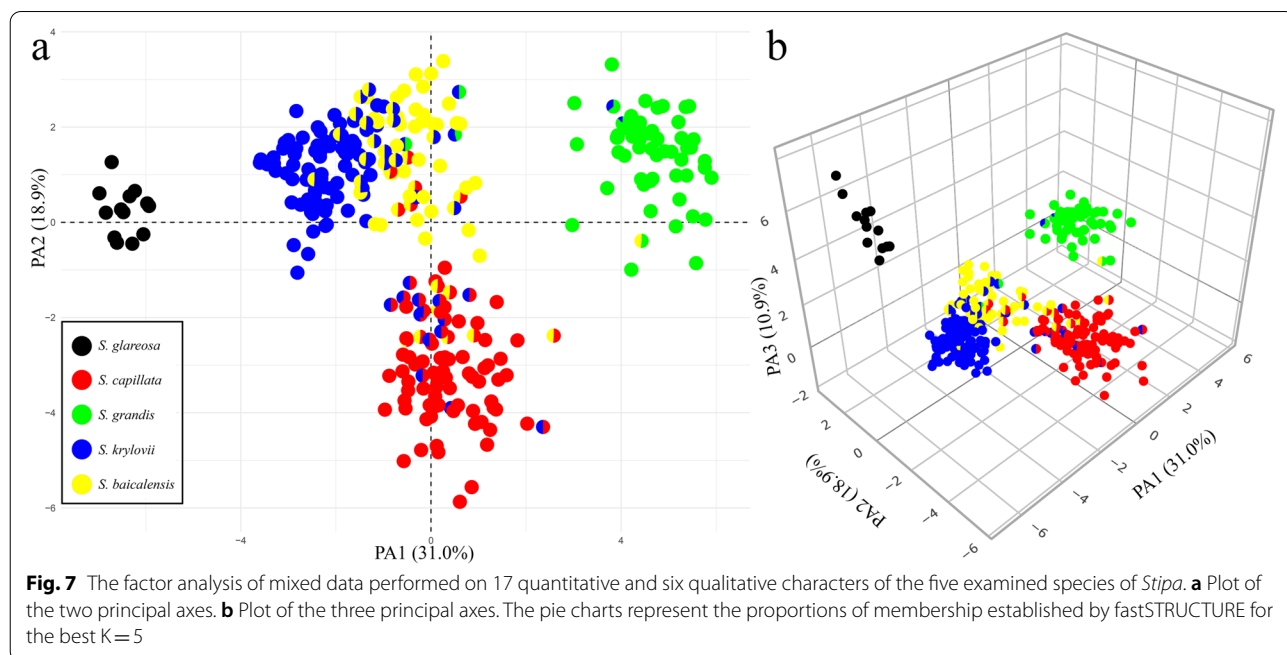 a
b
4
2
0
−2
−4
−6
PA2 (18.9%)
−4
0
4
PA1 (31.0%)
S. glareosa
S. capillata
S. grandis
S. krylovii
S. baicalensis
6
4
2
0
−2
PA3 (10.9%)
2
0
−2
−4
−6
PA2 (18.9%)
−6
−4
−2
0
2
4
6
PA1 (31.0%)
Fig. 7 The factor analysis of mixed data performed on 17 quantitative and six qualitative characters of the five examined species of Stipa. a Plot of
the two principal axes. b Plot of the three principal axes. The pie charts represent the proportions of membership established by fastSTRUCTURE for
the best K=5